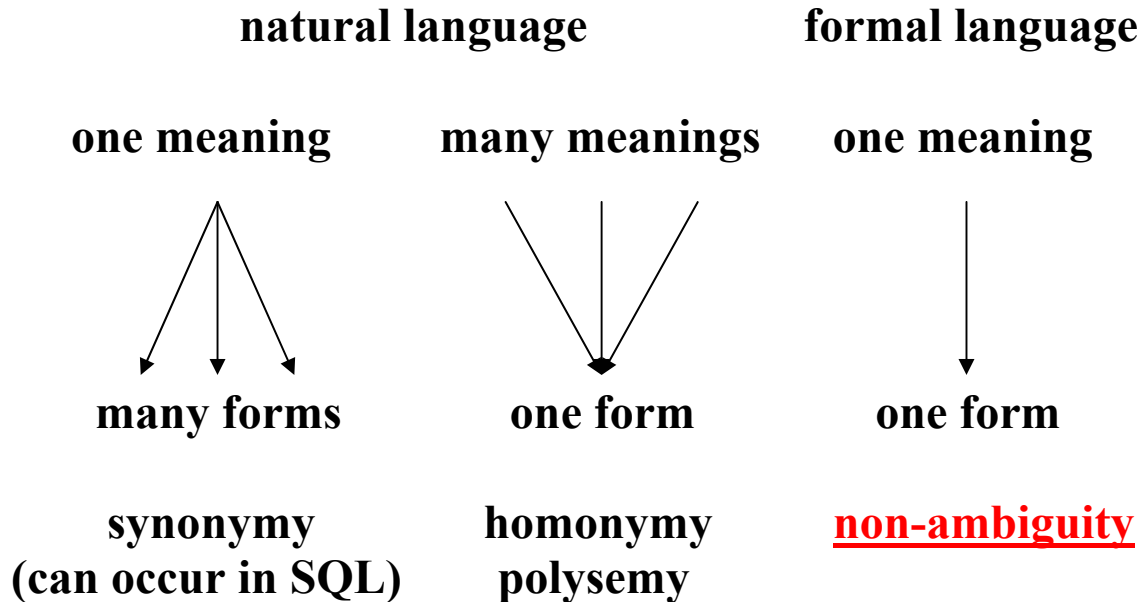 natural language formal language
one meaning many meanings one meaning
many forms one form one form
synonymy homonymy non-ambiguity
(can occur in SQL) polysemy